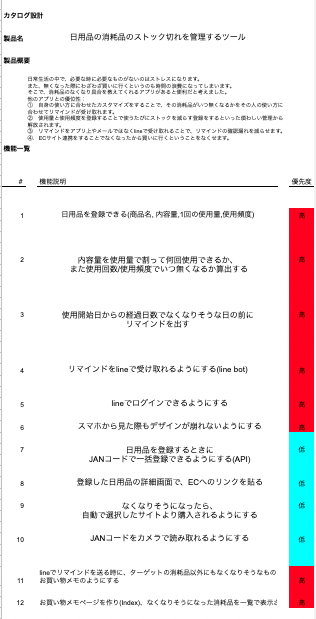 カタログ設計
製品名 日用品の消耗品のストック切れを管理するツール
製品概要
日常生活の中で、必要な時に必要なものがないのはストレスになります。
また、無くなった際にわざわざ買いに行くというのも時間の浪費になってしまいます。
そこで、消耗品のなくなり具合を教えてくれるアプリがあると便利だと考えました。
他のアプリとの優位性:
① 自身の使い方に合わせたカスタマイズをすることで、その消耗品がいつ無くなるかをその人の使い方に
合わせてリマインドが受け取れます。
② 使用量と使用頻度を登録することで使うたびにストックを減らす登録をするといった煩わしい管理から
解放されます。
③ リマインドをアプリ上やメールではなくlineで受け取れることで、リマインドの確認漏れを減らせます。
④ ECサイト連携をすることでなくなったから買いに行くということをなくせます。
機能一覧
# 機能説明 優先度
1 日用品を登録できる(商品名, 内容量,1回の使用量,使用頻度) 高
2 内容量を使用量で割って何回使用できるか、 高
また使用回数/使用頻度でいつ無くなるか算出する
3 使用開始日からの経過日数でなくなりそうな日の前に 高
リマインドを出す
4 リマインドをlineで受け取れるようにする(line bot) 高
5 lineでログインできるようにする 高
6 スマホから見た際もデザインが崩れないようにする 高
7 日用品を登録するときに 低
JANコードで一括登録できるようにする(API)
8 登録した日用品の詳細画面で、ECへのリンクを貼る 低
9 なくなりそうになったら、 低
自動で選択したサイトより購入されるようにする
10 JANコードをカメラで読み取れるようにする 低
lineでリマインドを送る時に、ターゲットの消耗品以外にもなくなりそうなもの
11 お買い物メモのようにする 高
12 お買い物メモページを作り(Index)、なくなりそうになった消耗品を一覧で表示さ 高